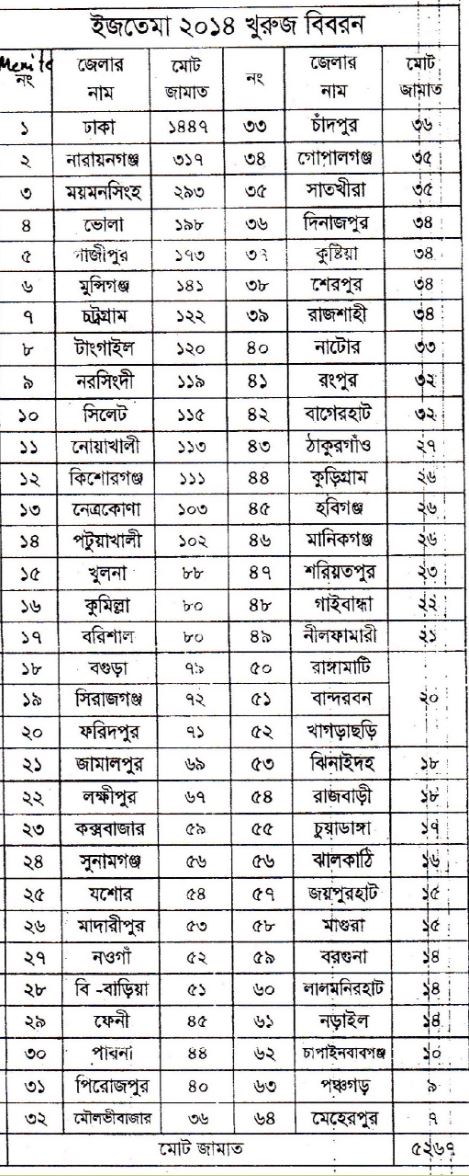 ইজতেমা ২০১৪ খুরুজ বিবরন
নং জেলার নাম মোট জামাত নং জেলার নাম মোট জামাত
১ ঢাকা ১৪৪৭ ৩৩ চাঁদপুর ৩৬
২ নারায়নগঞ্জ ৩১৭ ৩৪ গোপালগঞ্জ ৩৫
৩ ময়মনসিংহ ২৯৩ ৩৫ সাতখীরা ৩৫
৪ ভোলা ১৯৮ ৩৬ দিনাজপুর ৩৪
৫ গাজীপুর ১৭৩ ৩৭ কুষ্টিয়া ৩৪
৬ মুন্সিগঞ্জ ১৪১ ৩৮ শেরপুর ৩৪
৭ চট্রগ্রাম ১২২ ৩৯ রাজশাহী ৩৪
৮ টাংগাইল ১২০ ৪০ নাটোর ৩৩
৯ নরসিংদী ১১৯ ৪১ রংপুর ৩২
১০ সিলেট ১১৫ ৪২ বাগেরহাট ৩২
১১ নোয়াখালী ১১৩ ৪৩ ঠাকুরগাঁও ২৭
১২ কিশোরগঞ্জ ১১১ ৪৪ কুড়িগ্রাম ২৬
১৩ নেত্রকোণা ১০৩ ৪৫ হবিগঞ্জ ২৬
১৪ পটুয়াখালী ১০২ ৪৬ মানিকগঞ্জ ২৬
১৫ খুলনা ৮৮ ৪৭ শরিয়তপুর ২৩
১৬ কুমিল্লা ৮০ ৪৮ গাইবান্ধা ২২
১৭ বরিশাল ৮০ ৪৯ নীলফামারী ২১
১৮ বগুড়া ৭৯ ৫০ রাঙ্গামাটি
১৯ সিরাজগঞ্জ ৭২ ৫১ বান্দরবন ২০
২০ ফরিদপুর ৭১ ৫২ খাগড়াছড়ি
২১ জামালপুর ৬৯ ৫৩ ঝিনাইদহ ১৮
২২ লক্ষীপুর ৬৭ ৫৪ রাজবাড়ী ১৮
২৩ কক্সবাজার ৫৯ ৫৫ চুয়াডাঙ্গা ১৭
২৪ সুনামগঞ্জ ৫৬ ৫৬ ঝালকাঠি ১৬
২৫ যশোর ৫৪ ৫৭ জয়পুরহাট ১৫
২৬ মাদারীপুর ৫৩ ৫৮ মাগুরা ১৫
২৭ নওগাঁ ৫২ ৫৯ বরগুনা ১৪
২৮ বি -বাড়িয়া ৫১ ৬০ লালমনিরহাট ১৪
২৯ ফেনী ৪৫ ৬১ নড়াইল ১৪
৩০ পাবনা ৪৪ ৬২ চাপাইনবাবগঞ্জ ১০
৩১ পিরোজপুর ৪০ ৬৩ পঞ্চগড় ৯
৩২ মৌলভীবাজার ৩৬ ৬৪ মেহেরপুর ৭
মোট জামাত ৫২৬৭